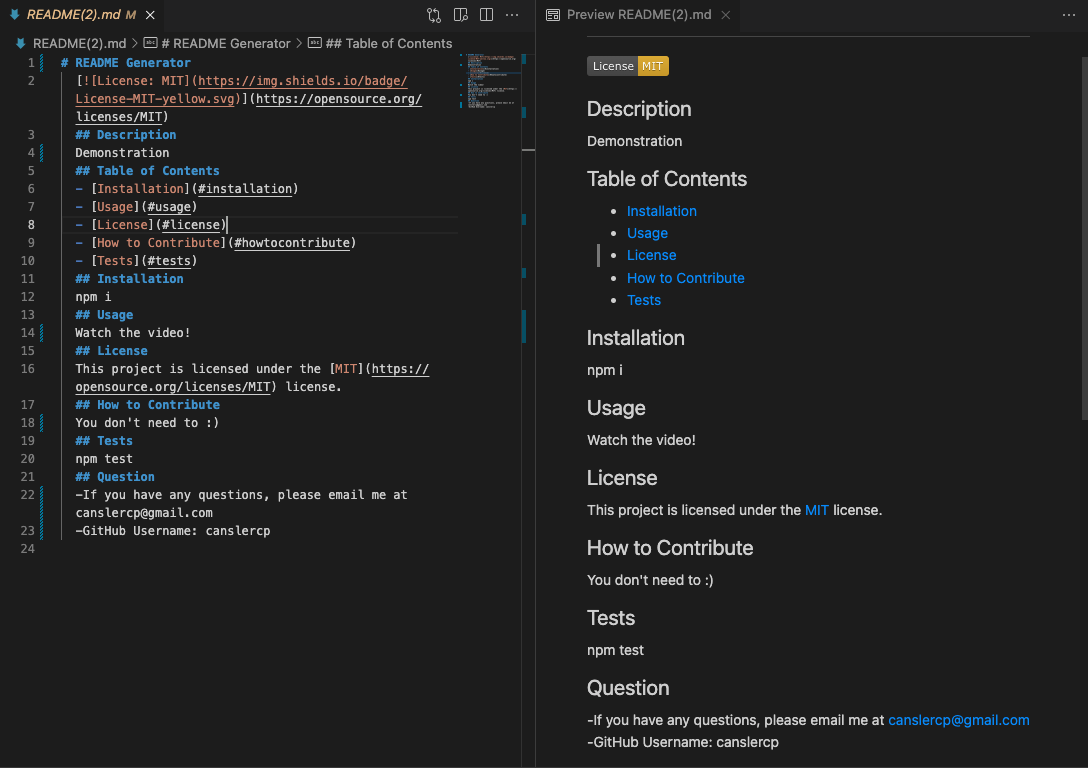 README(2).md M
README(2).md > # README Generator > ## Table of Contents
1 # README Generator
2 [![License: MIT](https://img.shields.io/badge/
License-MIT-yellow.svg)](https://opensource.org/
licenses/MIT)
3 ## Description
4 Demonstration
5 ## Table of Contents
6 - [Installation](#installation)
7 - [Usage](#usage)
8 - [License](#license)
9 - [How to Contribute](#howtocontribute)
10 - [Tests](#tests)
11 ## Installation
12 npm i
13 ## Usage
14 Watch the video!
15 ## License
16 This project is licensed under the [MIT](https://
opensource.org/licenses/MIT) license.
17 ## How to Contribute
18 You don't need to :)
19 ## Tests
20 npm test
21 ## Question
22 -If you have any questions, please email me at
canslercp@gmail.com
23 -GitHub Username: canslercp
24
Preview README(2).md
License MIT
Description
Demonstration
Table of Contents
• Installation
• Usage
• License
• How to Contribute
• Tests
Installation
npm i
Usage
Watch the video!
License
This project is licensed under the MIT license.
How to Contribute
You don't need to :)
Tests
npm test
Question
-If you have any questions, please email me at canslercp@gmail.com
-GitHub Username: canslercp